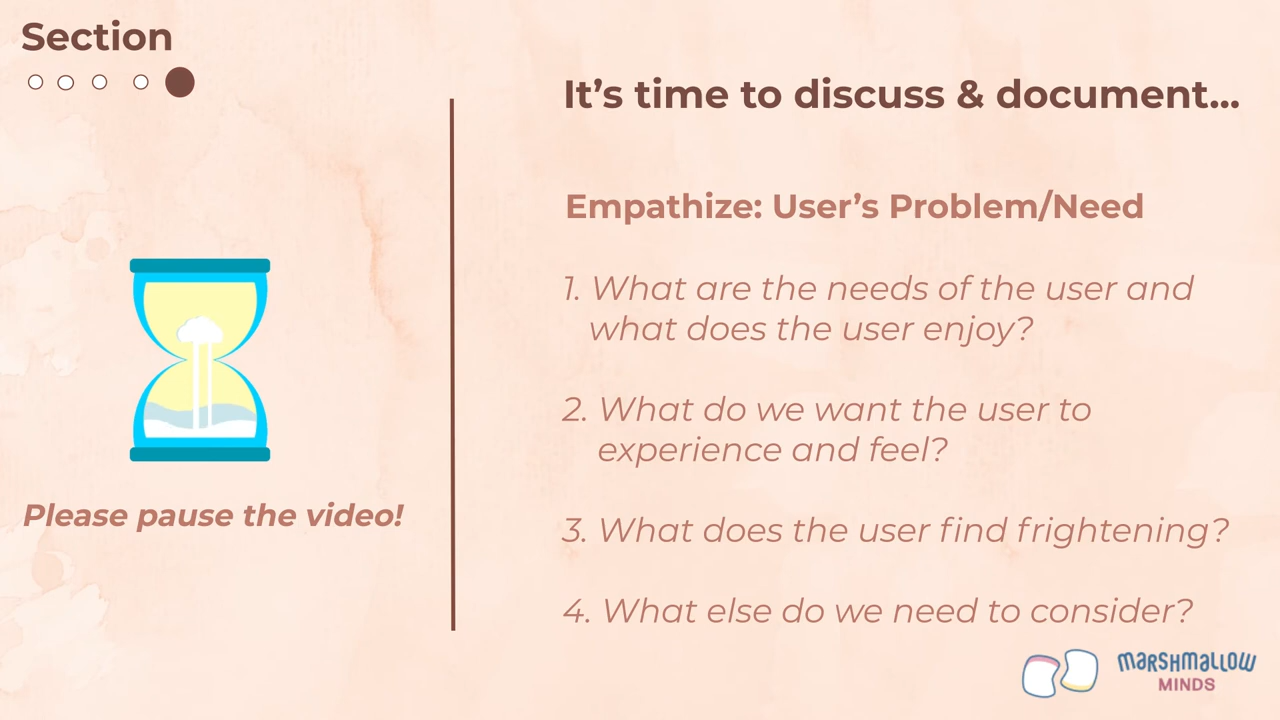 Section
It's time to discuss & document...
Empathize: User's Problem/Need
1. What are the needs of the user and
what does the user enjoy?
2. What do we want the user to
experience and feel?
3. What does the user find frightening?
4. What else do we need to consider?
Please pause the video!
MARSHMALLOW
MINDS